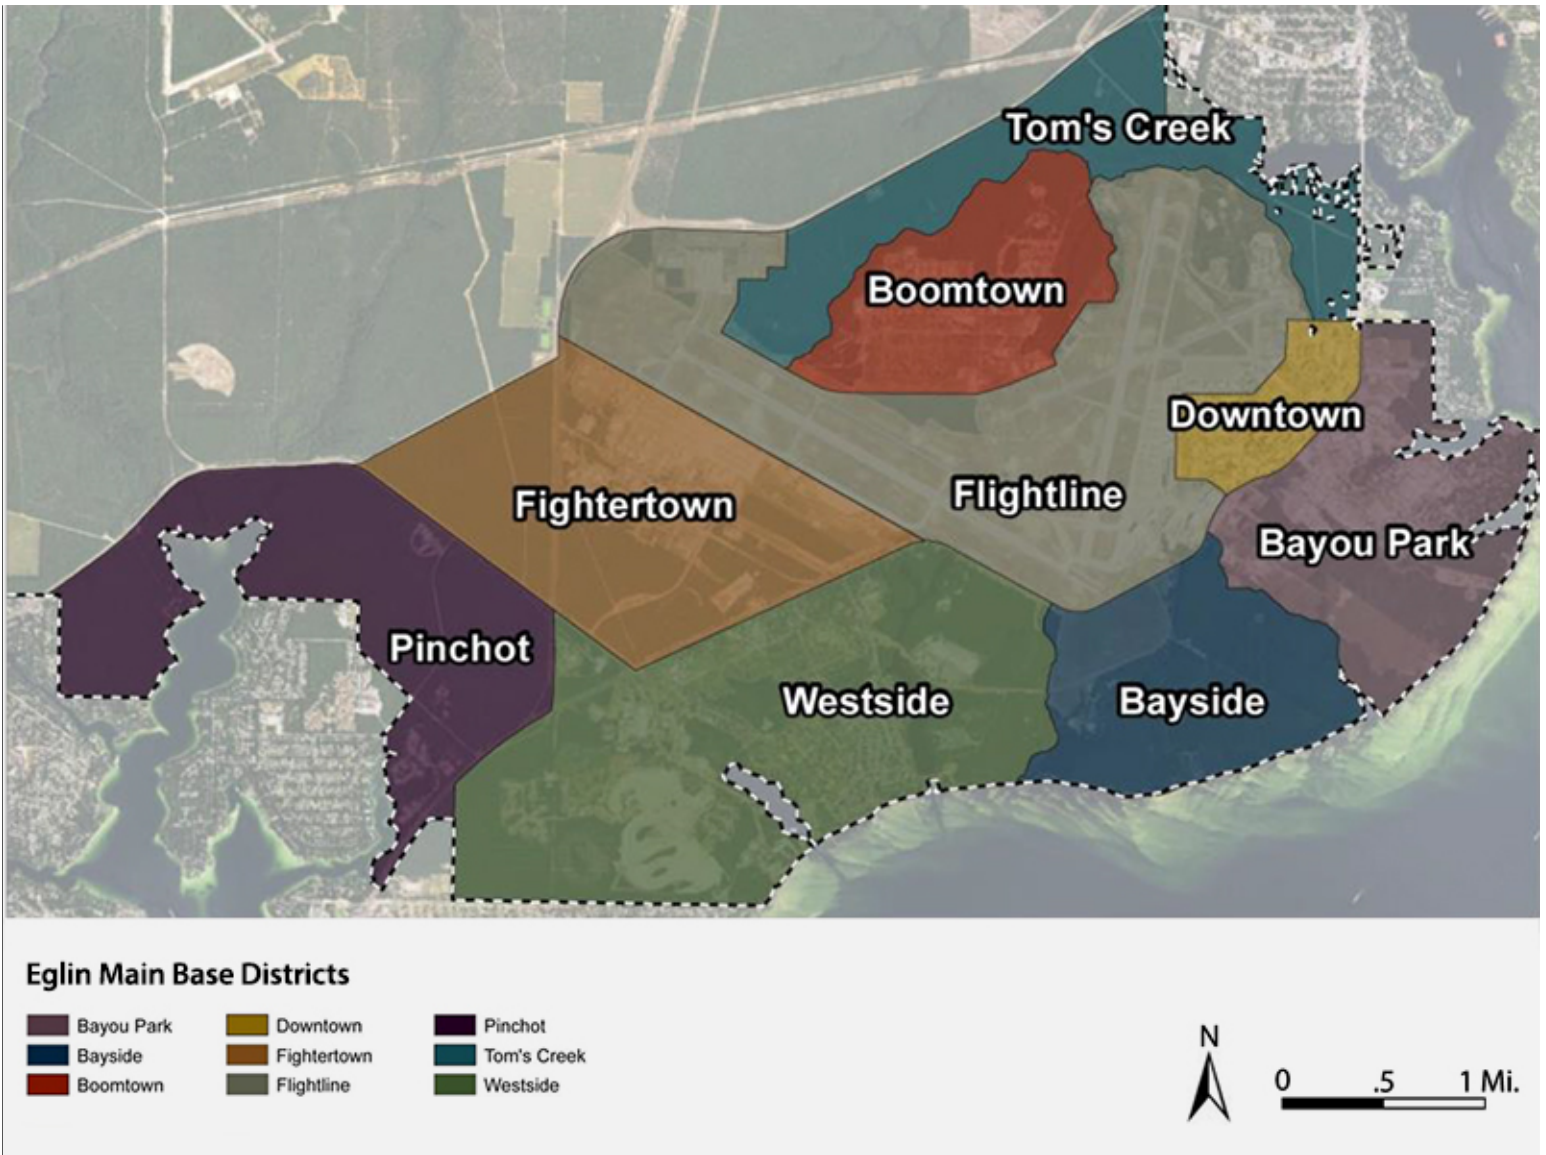 Tom's Creek
Boomtown
Downtown
Flightline
Fightertown
Bayou Park
Pinchot
Westside
Bayside
Eglin Main Base Districts
Bayou Park
Bayside
Boomtown
Downtown
Fightertown
Flightline
Pinchot
Tom's Creek
Westside
N
0 .5 1 Mi.